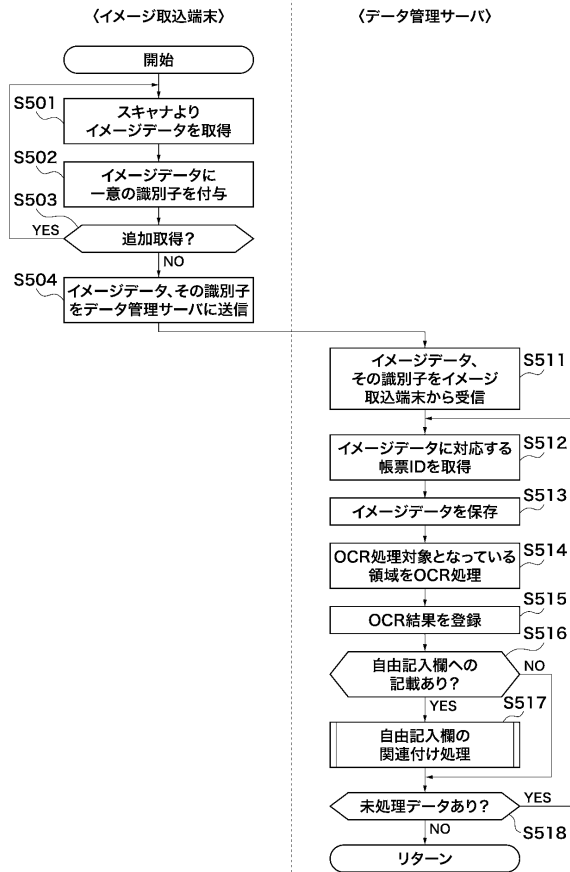 〈イメージ取込端末〉
開始
S501
スキャナより
イメージデータを取得
S502
イメージデータに
一意の識別子を付与
S503
YES
追加取得？
NO
S504
イメージデータ、その識別子
をデータ管理サーバに送信
〈データ管理サーバ〉
イメージデータ、
その識別子をイメージ
取込端末から受信
S511
イメージデータに対応する
帳票IDを取得
S512
イメージデータを保存
S513
OCR処理対象となっている
領域をOCR処理
S514
OCR結果を登録
S515
S516
自由記入欄への
記載あり？
NO
YES
S517
自由記入欄の
関連付け処理
未処理データあり？
YES
S518
NO
リターン